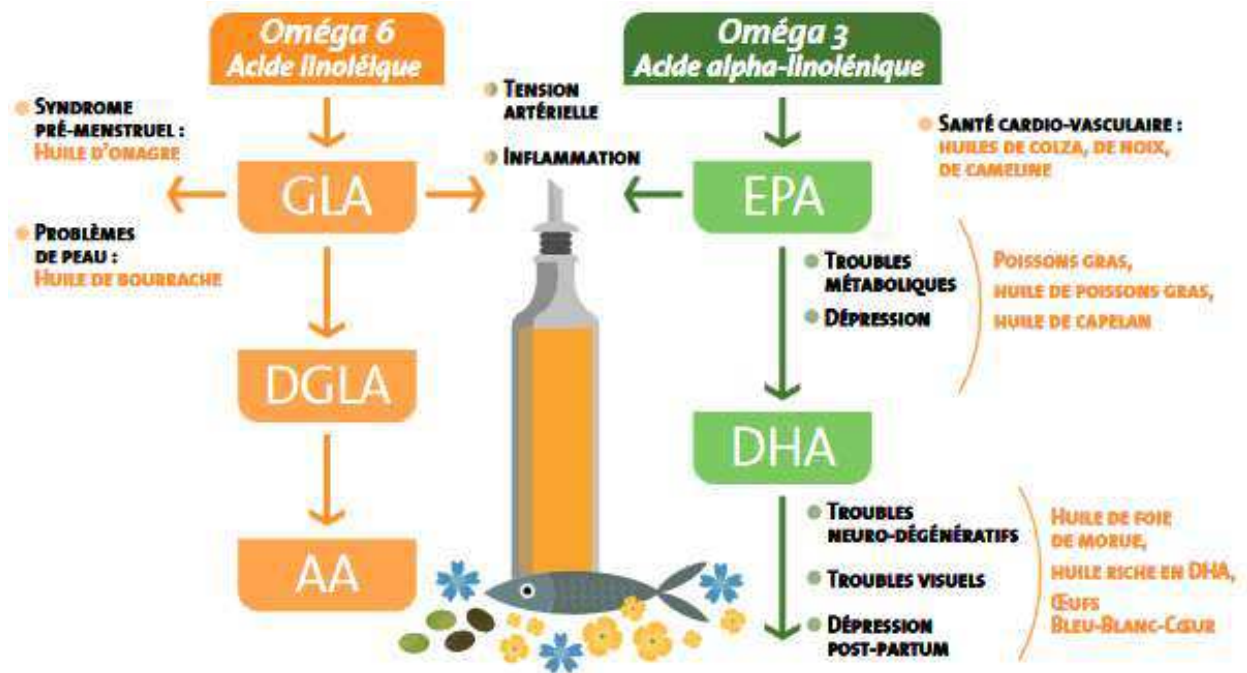 Oméga 6
Acide linoléique
Oméga 3
Acide alpha-linolénique
SYNDROME
PRÉ-MENSTRUEL :
HUILE D'ONAGRE
TENSION
ARTÉRIELLE
INFLAMMATION
SANTÉ CARDIO-VASCULAIRE :
HUILES DE COLZA, DE NOIX,
DE CAMELINE
GLA
EPA
PROBLÈMES
DE PEAU :
HUILE DE BOURRACHE
TROUBLES
MÉTABOLIQUES
DÉPRESSION
POISSONS GRAS,
HUILE DE POISSONS GRAS,
HUILE DE CAPELAN
DGLA
DHA
AA
TROUBLES
NEURO-DÉGÉNÉRATIFS
TROUBLES VISUELS
DÉPRESSION
POST-PARTUM
HUILE DE FOIE
DE MORUE,
HUILE RICHE EN DHA,
ŒUFS
BLEU-BLANC-CŒUR